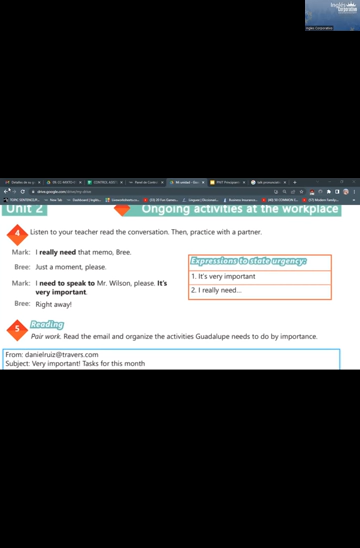 Inglés
Corporativo
Unit 2
Ongoing activities at the workplace
4 Listen to your teacher read the conversation. Then, practice with a partner.
Mark: I really need that memo, Bree.
Bree: Just a moment, please.
Mark: I need to speak to Mr. Wilson, please. It's
very important.
Bree: Right away!
Expressions to state urgency:
1. It's very important
2. I really need...
5 Reading
Pair work. Read the email and organize the activities Guadalupe needs to do by importance.
From: danielruiz@travers.com
Subject: Very important! Tasks for this month